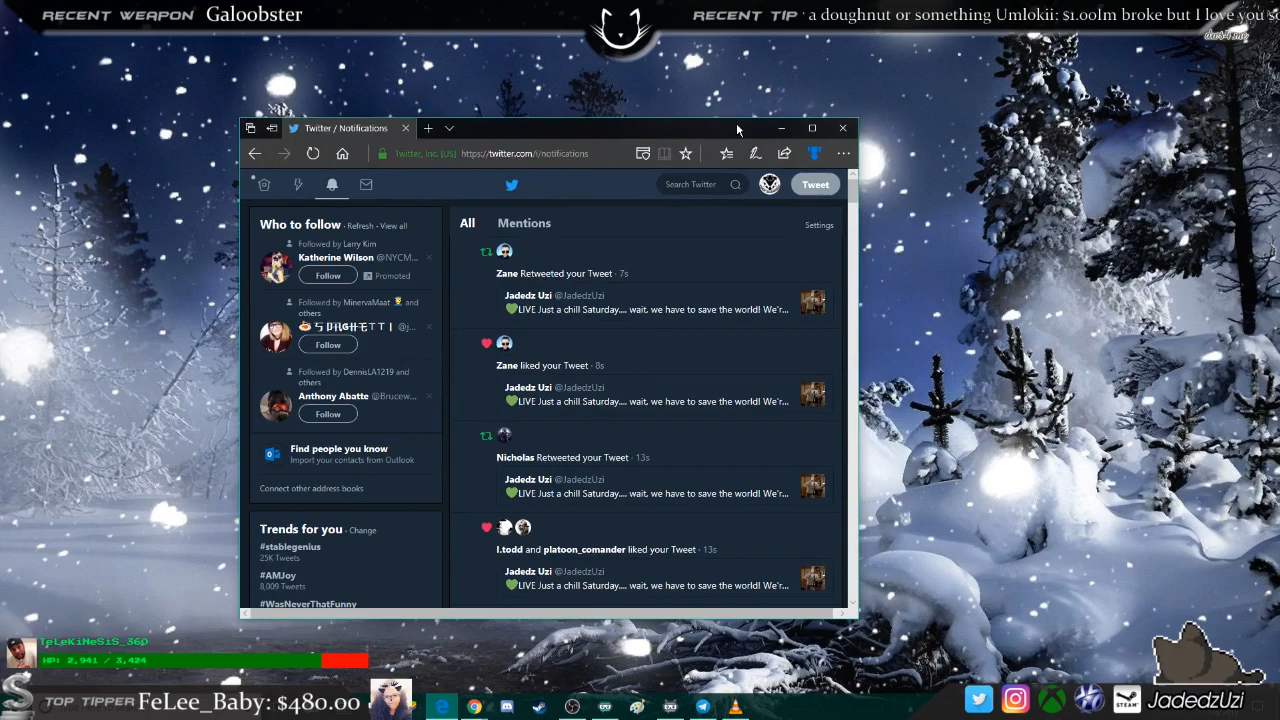 RECENT WEAPON Galoobster
RECENT TIP a doughnut or something Umlokii: $1.00Im broke but I love you so
Twitter / Notifications
Twitter, Inc. [US] https://twitter.com/i/notifications
Search Twitter
Tweet
Who to follow · Refresh · View all
Followed by Larry Kim
Katherine Wilson @NYCM...
Follow Promoted
Followed by MinervaMaat and
others
@j...
Follow
Followed by DennisLA1219 and
others
Anthony Abatte @Brucew...
Follow
Find people you know
Import your contacts from Outlook
Connect other address books
Trends for you · Change
#stablegenius
25K Tweets
#AMJoy
8,009 Tweets
#WasNeverThatFunny
All Mentions Settings
Zane Retweeted your Tweet · 7s
Jadedz Uzi @JadedzUzi
💚LIVE Just a chill Saturday.... wait, we have to save the world! We'r...
Zane liked your Tweet · 8s
Jadedz Uzi @JadedzUzi
💚LIVE Just a chill Saturday.... wait, we have to save the world! We'r...
Nicholas Retweeted your Tweet · 13s
Jadedz Uzi @JadedzUzi
💚LIVE Just a chill Saturday.... wait, we have to save the world! We'r...
l.todd and platoon_comander liked your Tweet · 13s
Jadedz Uzi @JadedzUzi
💚LIVE Just a chill Saturday.... wait, we have to save the world! We'r...
TeLeKiNeSiS_360
HP: 2,941 / 3,424
TOP TIPPER FeLee_Baby: $480.00
STEAM
JadedzUzi